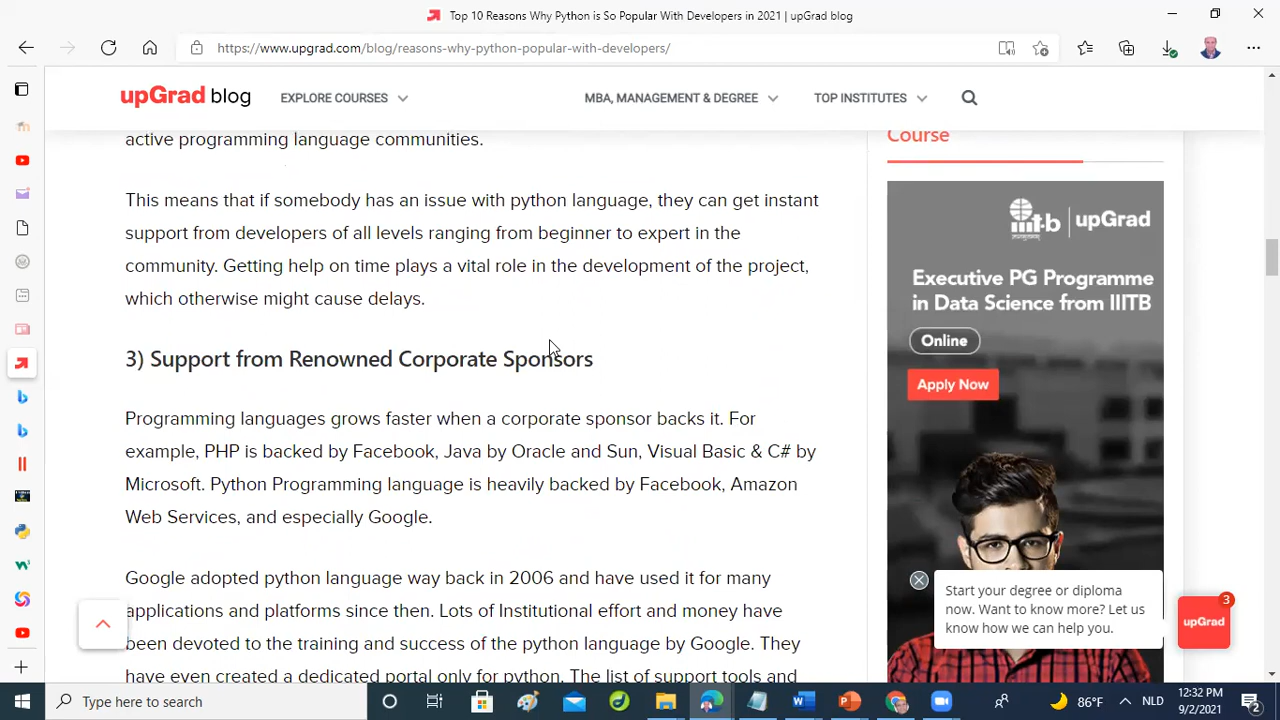 Top 10 Reasons Why Python is So Popular With Developers in 2021 | upGrad blog
https://www.upgrad.com/blog/reasons-why-python-popular-with-developers/
upGrad blog
EXPLORE COURSES
MBA, MANAGEMENT & DEGREE
TOP INSTITUTES
active programming language communities.
This means that if somebody has an issue with python language, they can get instant
support from developers of all levels ranging from beginner to expert in the
community. Getting help on time plays a vital role in the development of the project,
which otherwise might cause delays.
3) Support from Renowned Corporate Sponsors
Programming languages grows faster when a corporate sponsor backs it. For
example, PHP is backed by Facebook, Java by Oracle and Sun, Visual Basic & C# by
Microsoft. Python Programming language is heavily backed by Facebook, Amazon
Web Services, and especially Google.
Google adopted python language way back in 2006 and have used it for many
applications and platforms since then. Lots of Institutional effort and money have
been devoted to the training and success of the python language by Google. They
have even created a dedicated portal only for python. The list of support tools and
Course
upGrad
Executive PG Programme
in Data Science from IIITB
Online
Apply Now
Start your degree or diploma
now. Want to know more? Let us
know how we can help you.
3
upGrad
Type here to search
86°F
NLD
12:32 PM
9/2/2021
2